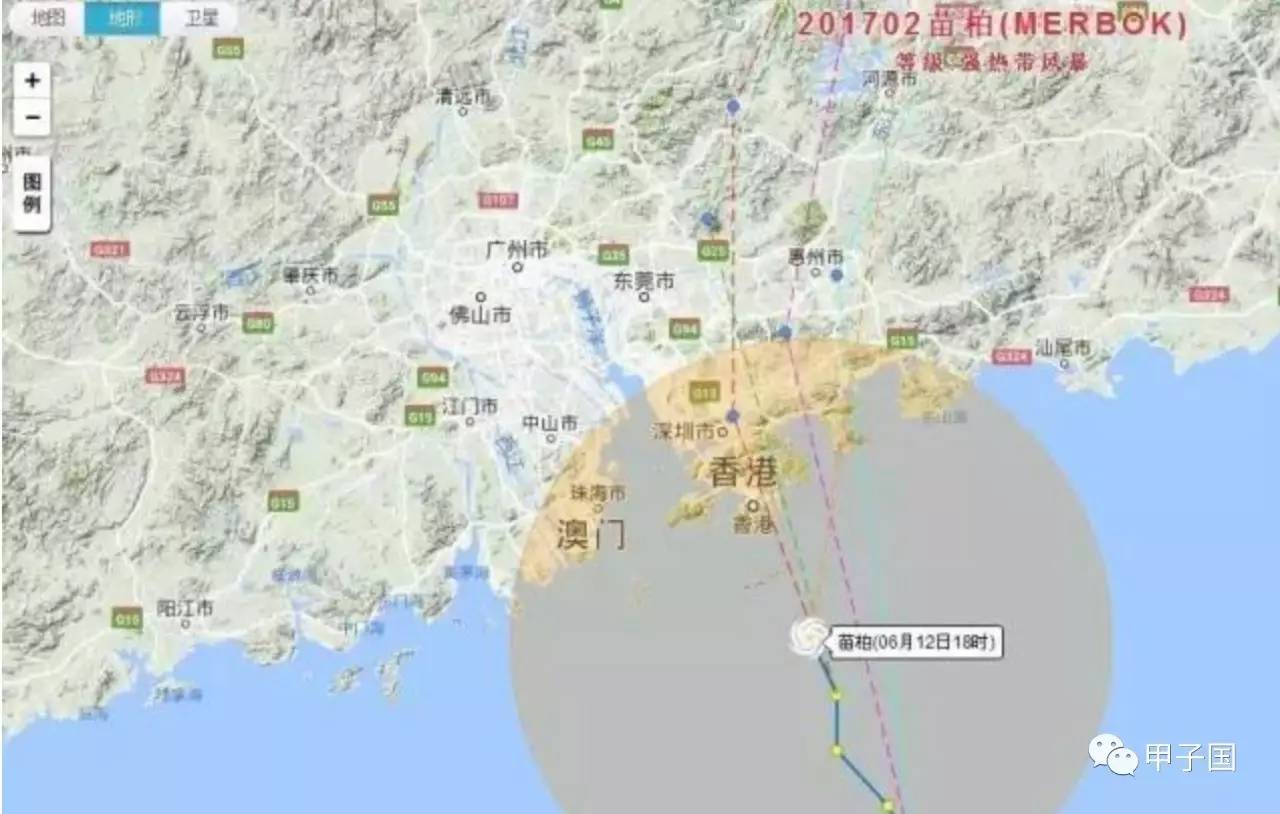 地图 地形 卫星
201702苗柏(MERBOK)
等级 强热带风暴
+
−
图例
G55
河源市
清远市
G45
G55
G107
G321
广州市
G35
G25
惠州市
肇庆市
东莞市
G324
云浮市
佛山市
G80
G94
G15
汕尾市
G324
G324
G94
G15
江门市
中山市
深圳市
香港
西江
珠海市
G15
香港
澳门
阳江市
G15
苗柏(06月12日18时)
甲子国